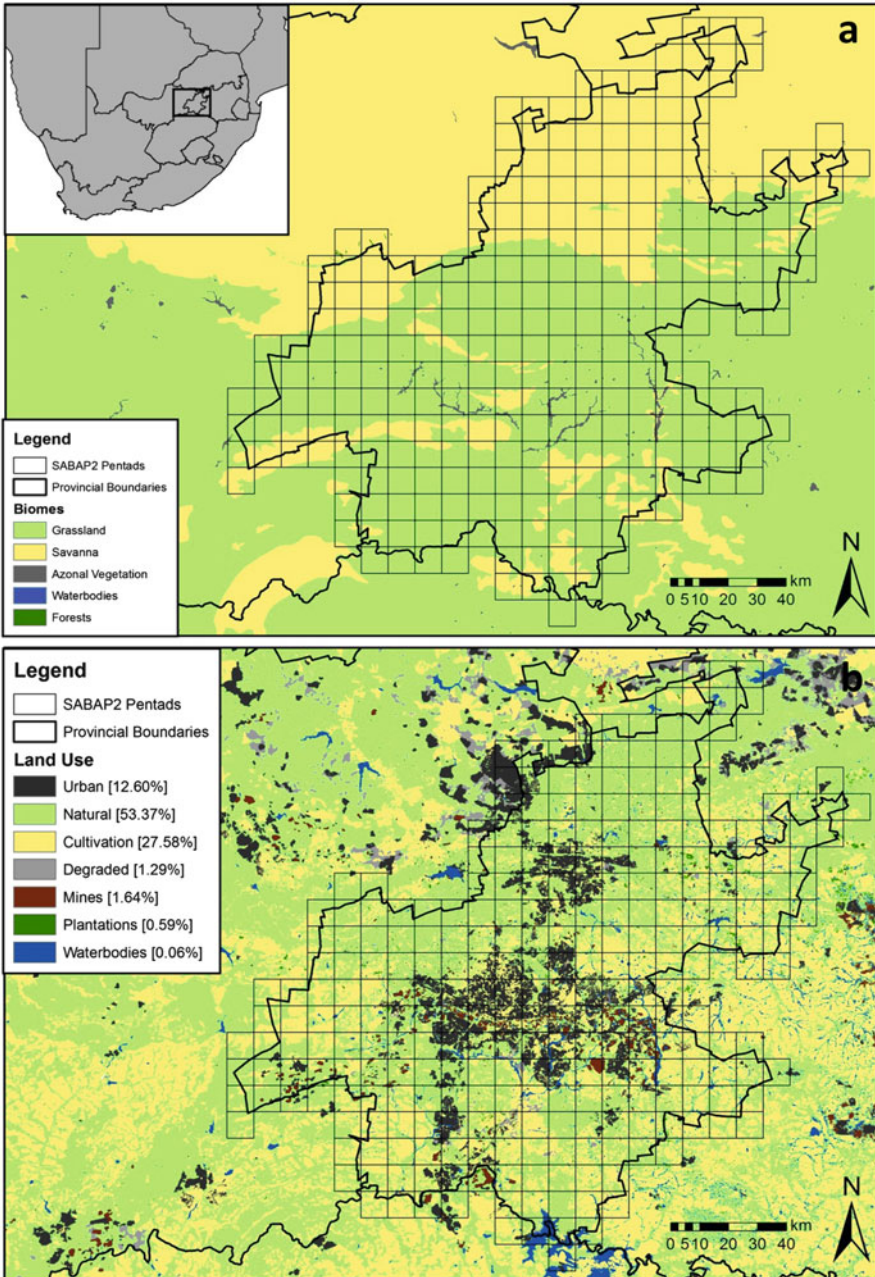 a
Legend
SABAP2 Pentads
Provincial Boundaries
Biomes
Grassland
Savanna
Azonal Vegetation
Waterbodies
Forests
N
km
0 5 10 20 30 40
b
Legend
SABAP2 Pentads
Provincial Boundaries
Land Use
Urban [12.60%]
Natural [53.37%]
Cultivation [27.58%]
Degraded [1.29%]
Mines [1.64%]
Plantations [0.59%]
Waterbodies [0.06%]
N
km
0 5 10 20 30 40